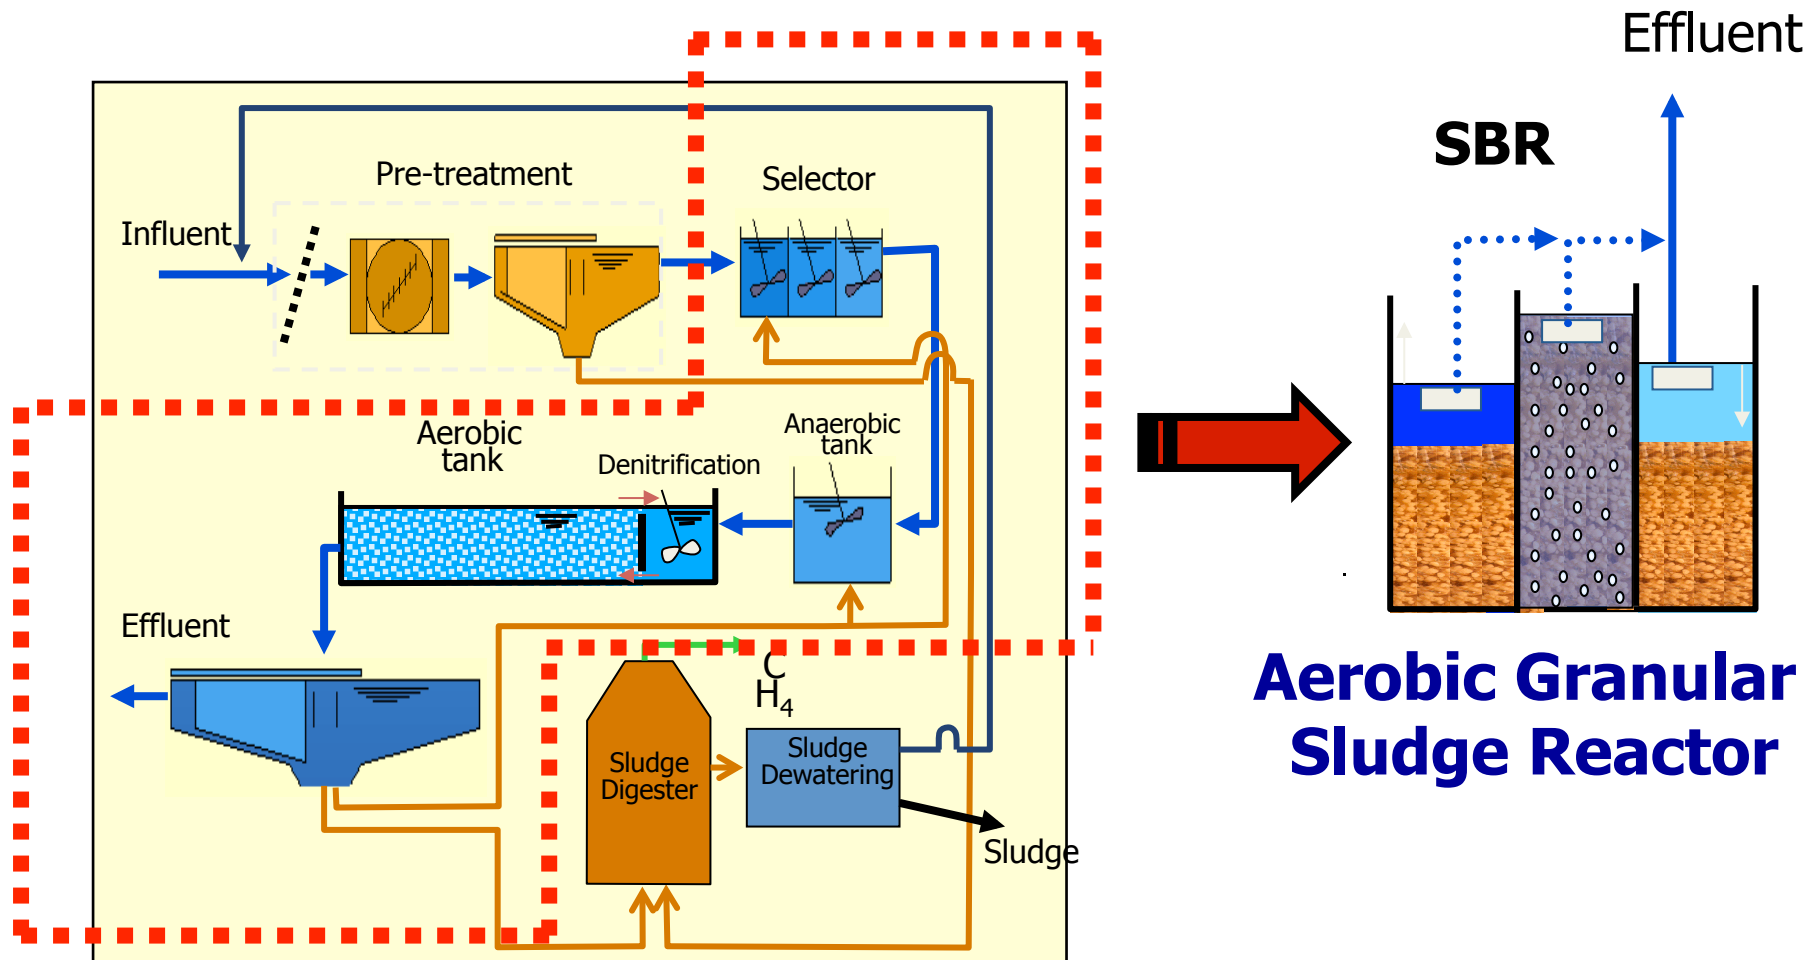 Effluent
SBR
Pre-treatment
Selector
Influent
Aerobic
tank
Denitrification
Anaerobic
tank
Effluent
C
H4
Sludge
Digester
Sludge
Dewatering
Sludge
Aerobic Granular
Sludge Reactor